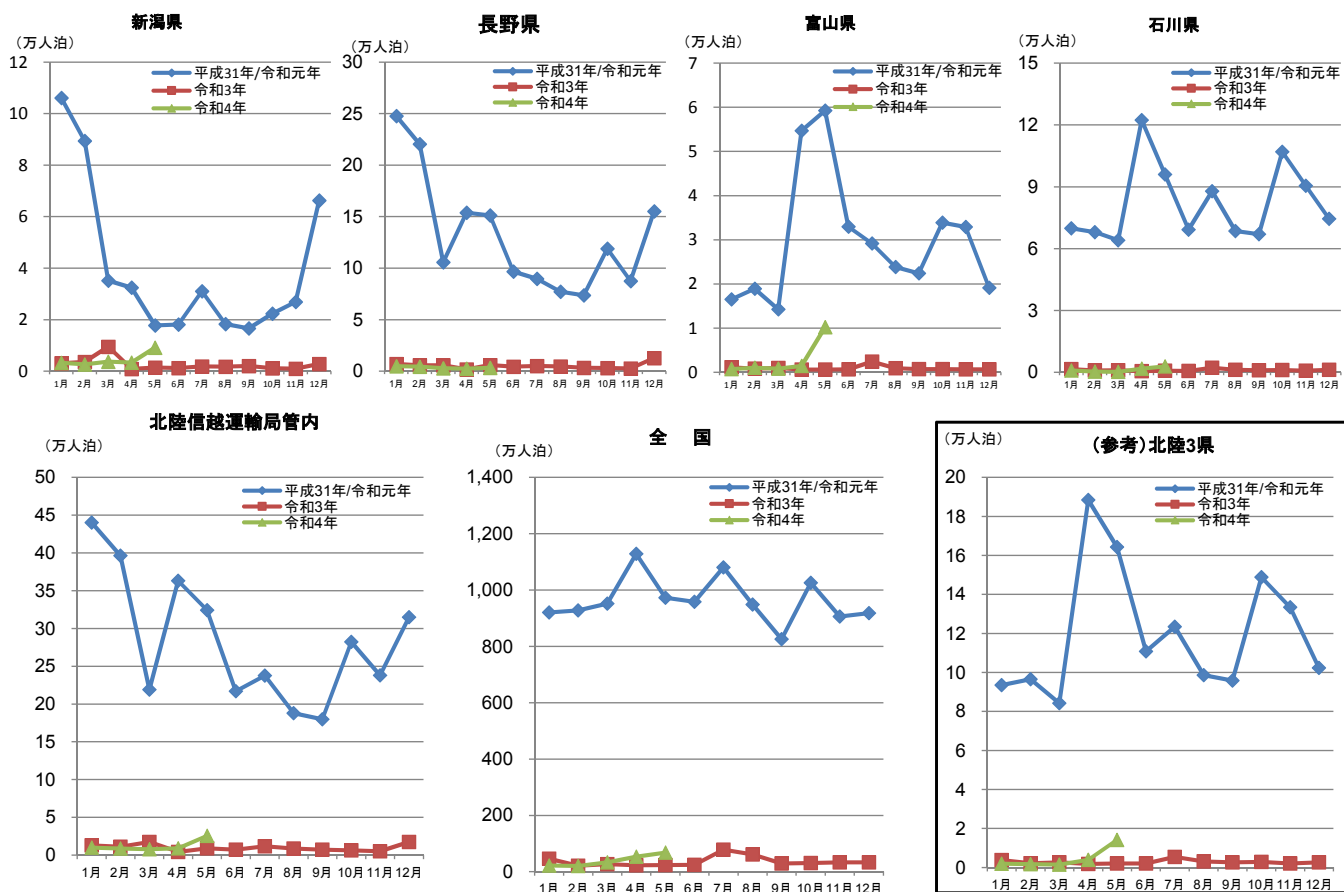 新潟県
（万人泊）
平成31年/令和元年
令和3年
令和4年
12
10
8
6
4
2
0
1月 2月 3月 4月 5月 6月 7月 8月 9月 10月 11月 12月
長野県
（万人泊）
平成31年/令和元年
令和3年
令和4年
30
25
20
15
10
5
0
1月 2月 3月 4月 5月 6月 7月 8月 9月 10月 11月 12月
富山県
（万人泊）
平成31年/令和元年
令和3年
令和4年
7
6
5
4
3
2
1
0
1月 2月 3月 4月 5月 6月 7月 8月 9月 10月 11月 12月
石川県
（万人泊）
平成31年/令和元年
令和3年
令和4年
15
12
9
6
3
0
1月 2月 3月 4月 5月 6月 7月 8月 9月 10月 11月 12月
北陸信越運輸局管内
（万人泊）
平成31年/令和元年
令和3年
令和4年
50
45
40
35
30
25
20
15
10
5
0
1月 2月 3月 4月 5月 6月 7月 8月 9月 10月 11月 12月
全 国
（万人泊）
平成31年/令和元年
令和3年
令和4年
1,400
1,200
1,000
800
600
400
200
0
1月 2月 3月 4月 5月 6月 7月 8月 9月 10月 11月 12月
（参考）北陸3県
（万人泊）
平成31年/令和元年
令和3年
令和4年
20
18
16
14
12
10
8
6
4
2
0
1月 2月 3月 4月 5月 6月 7月 8月 9月 10月 11月 12月